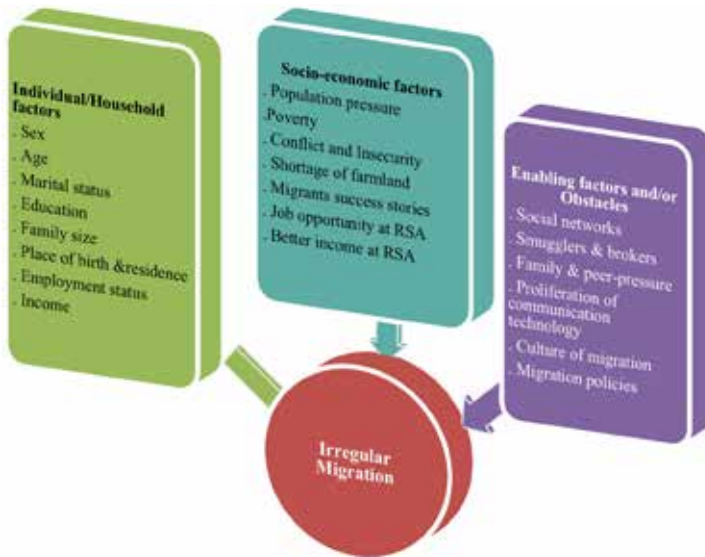 Individual/Household
factors
. Sex
. Age
. Marital status
. Education
. Family size
. Place of birth &residence
. Employment status
. Income
Socio-economic factors
. Population pressure
.Poverty
. Conflict and Insecurity
. Shortage of farmland
. Migrants success stories
. Job opportunity at RSA
. Better income at RSA
Enabling factors and/or
Obstacles
. Social networks
. Smugglers & brokers
. Family & peer-pressure
. Proliferation of
communication
technology
. Culture of migration
. Migration policies
Irregular
Migration